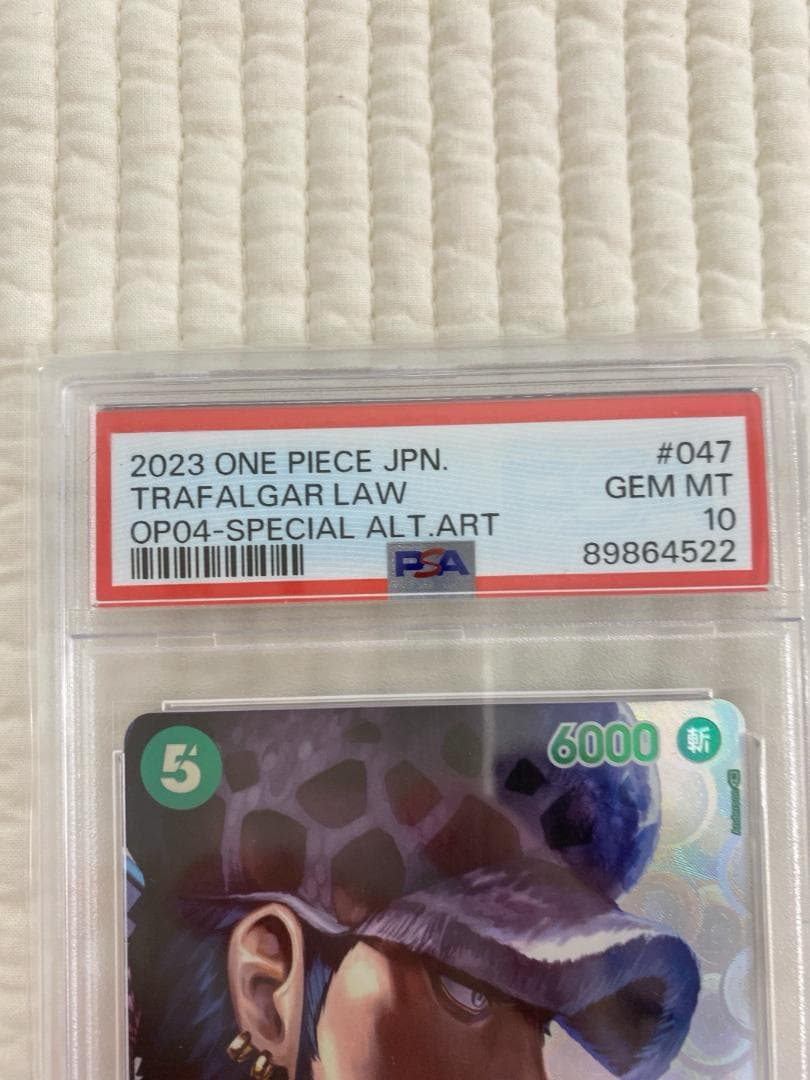 2023 ONE PIECE JPN. #047
TRAFALGAR LAW GEM MT
OP04-SPECIAL ALT.ART 10
PSA 89864522
5 6000 斬